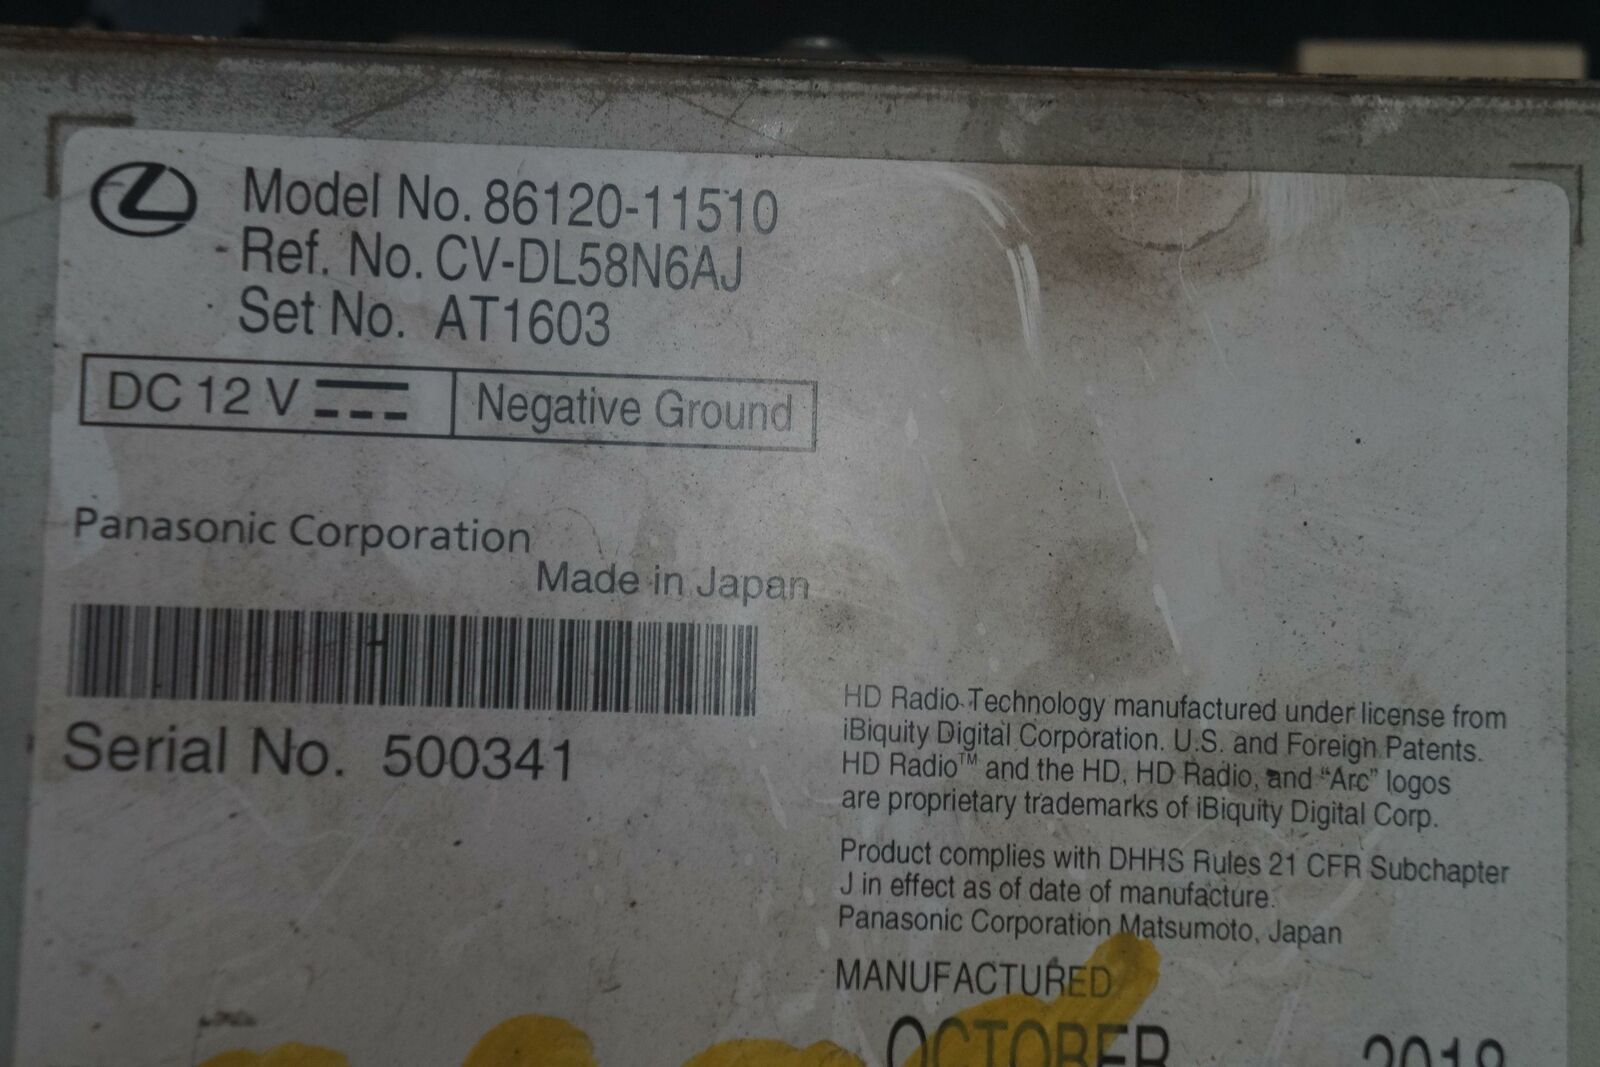 Model No. 86120-11510
Ref. No. CV-DL58N6AJ
Set No. AT1603
DC 12 V
Negative Ground
Panasonic Corporation
Made in Japan
Serial No. 500341
HD Radio Technology manufactured under license from
iBiquity Digital Corporation. U.S. and Foreign Patents.
HD Radio™ and the HD, HD Radio, and “Arc” logos
are proprietary trademarks of iBiquity Digital Corp.
Product complies with DHHS Rules 21 CFR Subchapter
J in effect as of date of manufacture.
Panasonic Corporation Matsumoto, Japan
MANUFACTURED
OCTOBER